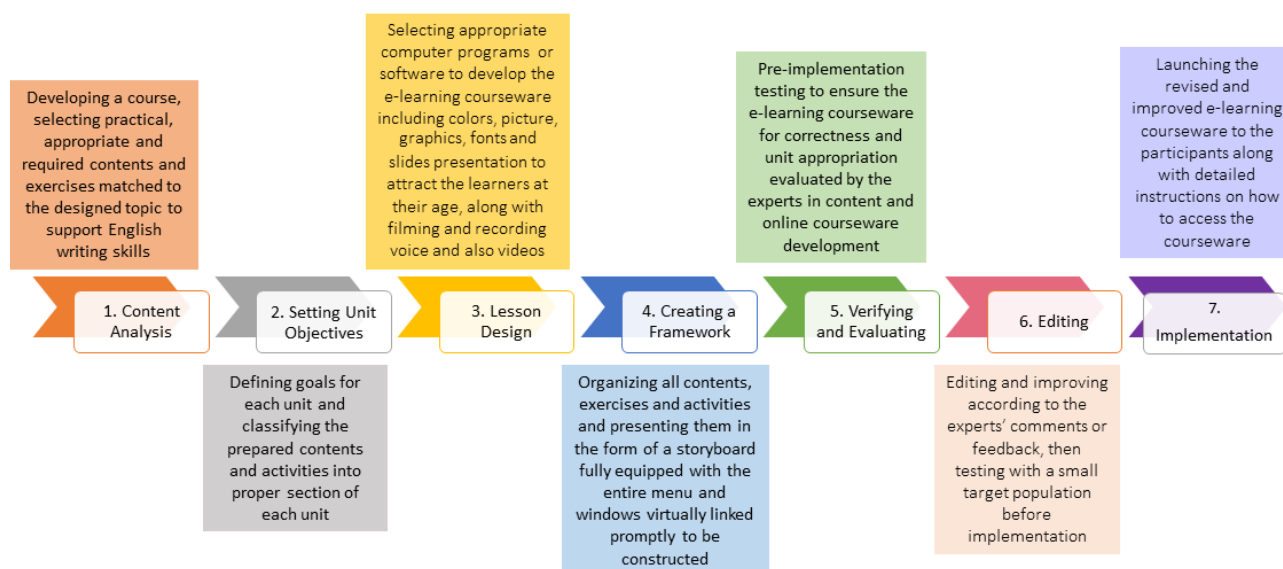 Developing a course,
selecting practical,
appropriate and
required contents and
exercises matched to
the designed topic to
support English
writing skills
Selecting appropriate
computer programs or
software to develop the
e-learning courseware
including colors, picture,
graphics, fonts and
slides presentation to
attract the learners at
their age, along with
filming and recording
voice and also videos
Pre-implementation
testing to ensure the
e-learning courseware
for correctness and
unit appropriation
evaluated by the
experts in content and
online courseware
development
Launching the
revised and
improved e-learning
courseware to the
participants along
with detailed
instructions on how
to access the
courseware
1. Content
Analysis
2. Setting Unit
Objectives
3. Lesson
Design
4. Creating a
Framework
5. Verifying
and Evaluating
6. Editing
7.
Implementation
Defining goals for
each unit and
classifying the
prepared contents
and activities into
proper section of
each unit
Organizing all contents,
exercises and activities
and presenting them in
the form of a storyboard
fully equipped with the
entire menu and
windows virtually linked
promptly to be
constructed
Editing and improving
according to the
experts' comments or
feedback, then
testing with a small
target population
before
implementation